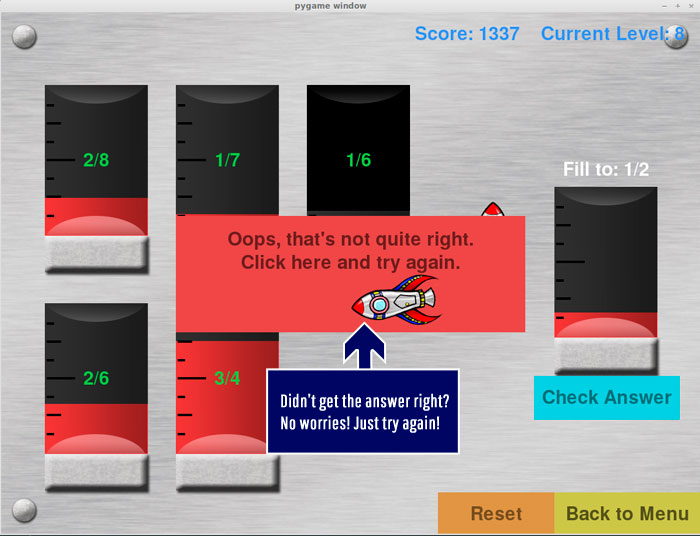 pygame window
Score: 1337 Current Level: 8
2/8
1/7
1/6
Fill to: 1/2
Oops, that's not quite right.
Click here and try again.
2/6
3/4
Didn't get the answer right?
No worries! Just try again!
Check Answer
Reset
Back to Menu